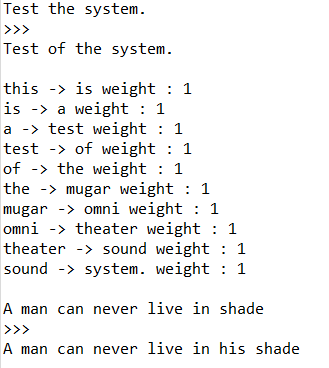 Test the system.
>>>
Test of the system.
this -> is weight : 1
is -> a weight : 1
a -> test weight : 1
test -> of weight : 1
of -> the weight : 1
the -> mugar weight : 1
mugar -> omni weight : 1
omni -> theater weight : 1
theater -> sound weight : 1
sound -> system. weight : 1
A man can never live in shade
>>>
A man can never live in his shade